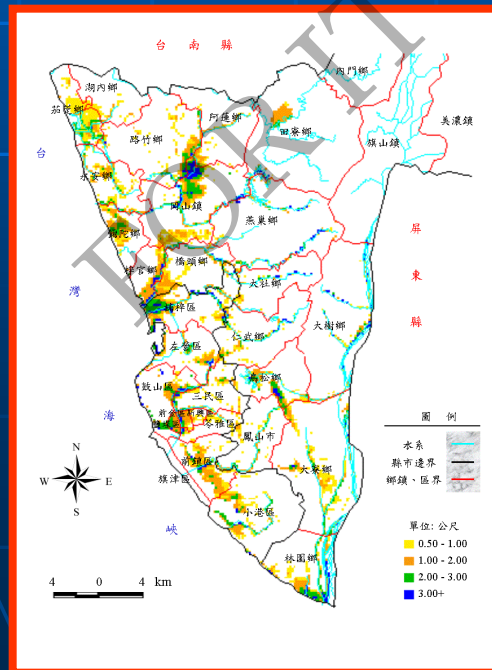 台南縣
內門鄉
湖內鄉
茄萣鄉
阿蓮鄉
美濃鎮
路竹鄉
田寮鄉
旗山鎮
台灣海峽
永安鄉
岡山鎮
燕巢鄉
彌陀鄉
屏東縣
橋頭鄉
梓官鄉
大社鄉
楠梓區
大樹鄉
仁武鄉
左營區
鳥松鄉
鼓山區
三民區
前金區新興區
鹽埕區
苓雅區
鳳山市
前鎮區
大寮鄉
旗津區
小港區
林園鄉
圖 例
水系
縣市邊界
鄉鎮、區界
單位: 公尺
0.50 - 1.00
1.00 - 2.00
2.00 - 3.00
3.00+
N
W E
S
4 0 4 km